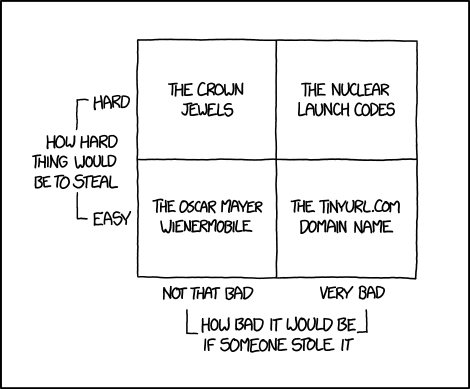 THE CROWN
JEWELS
THE NUCLEAR
LAUNCH CODES
HARD
HOW HARD
THING WOULD
BE TO STEAL
EASY
THE OSCAR MAYER
WIENERMOBILE
THE TINYURL.COM
DOMAIN NAME
NOT THAT BAD
VERY BAD
HOW BAD IT WOULD BE
IF SOMEONE STOLE IT